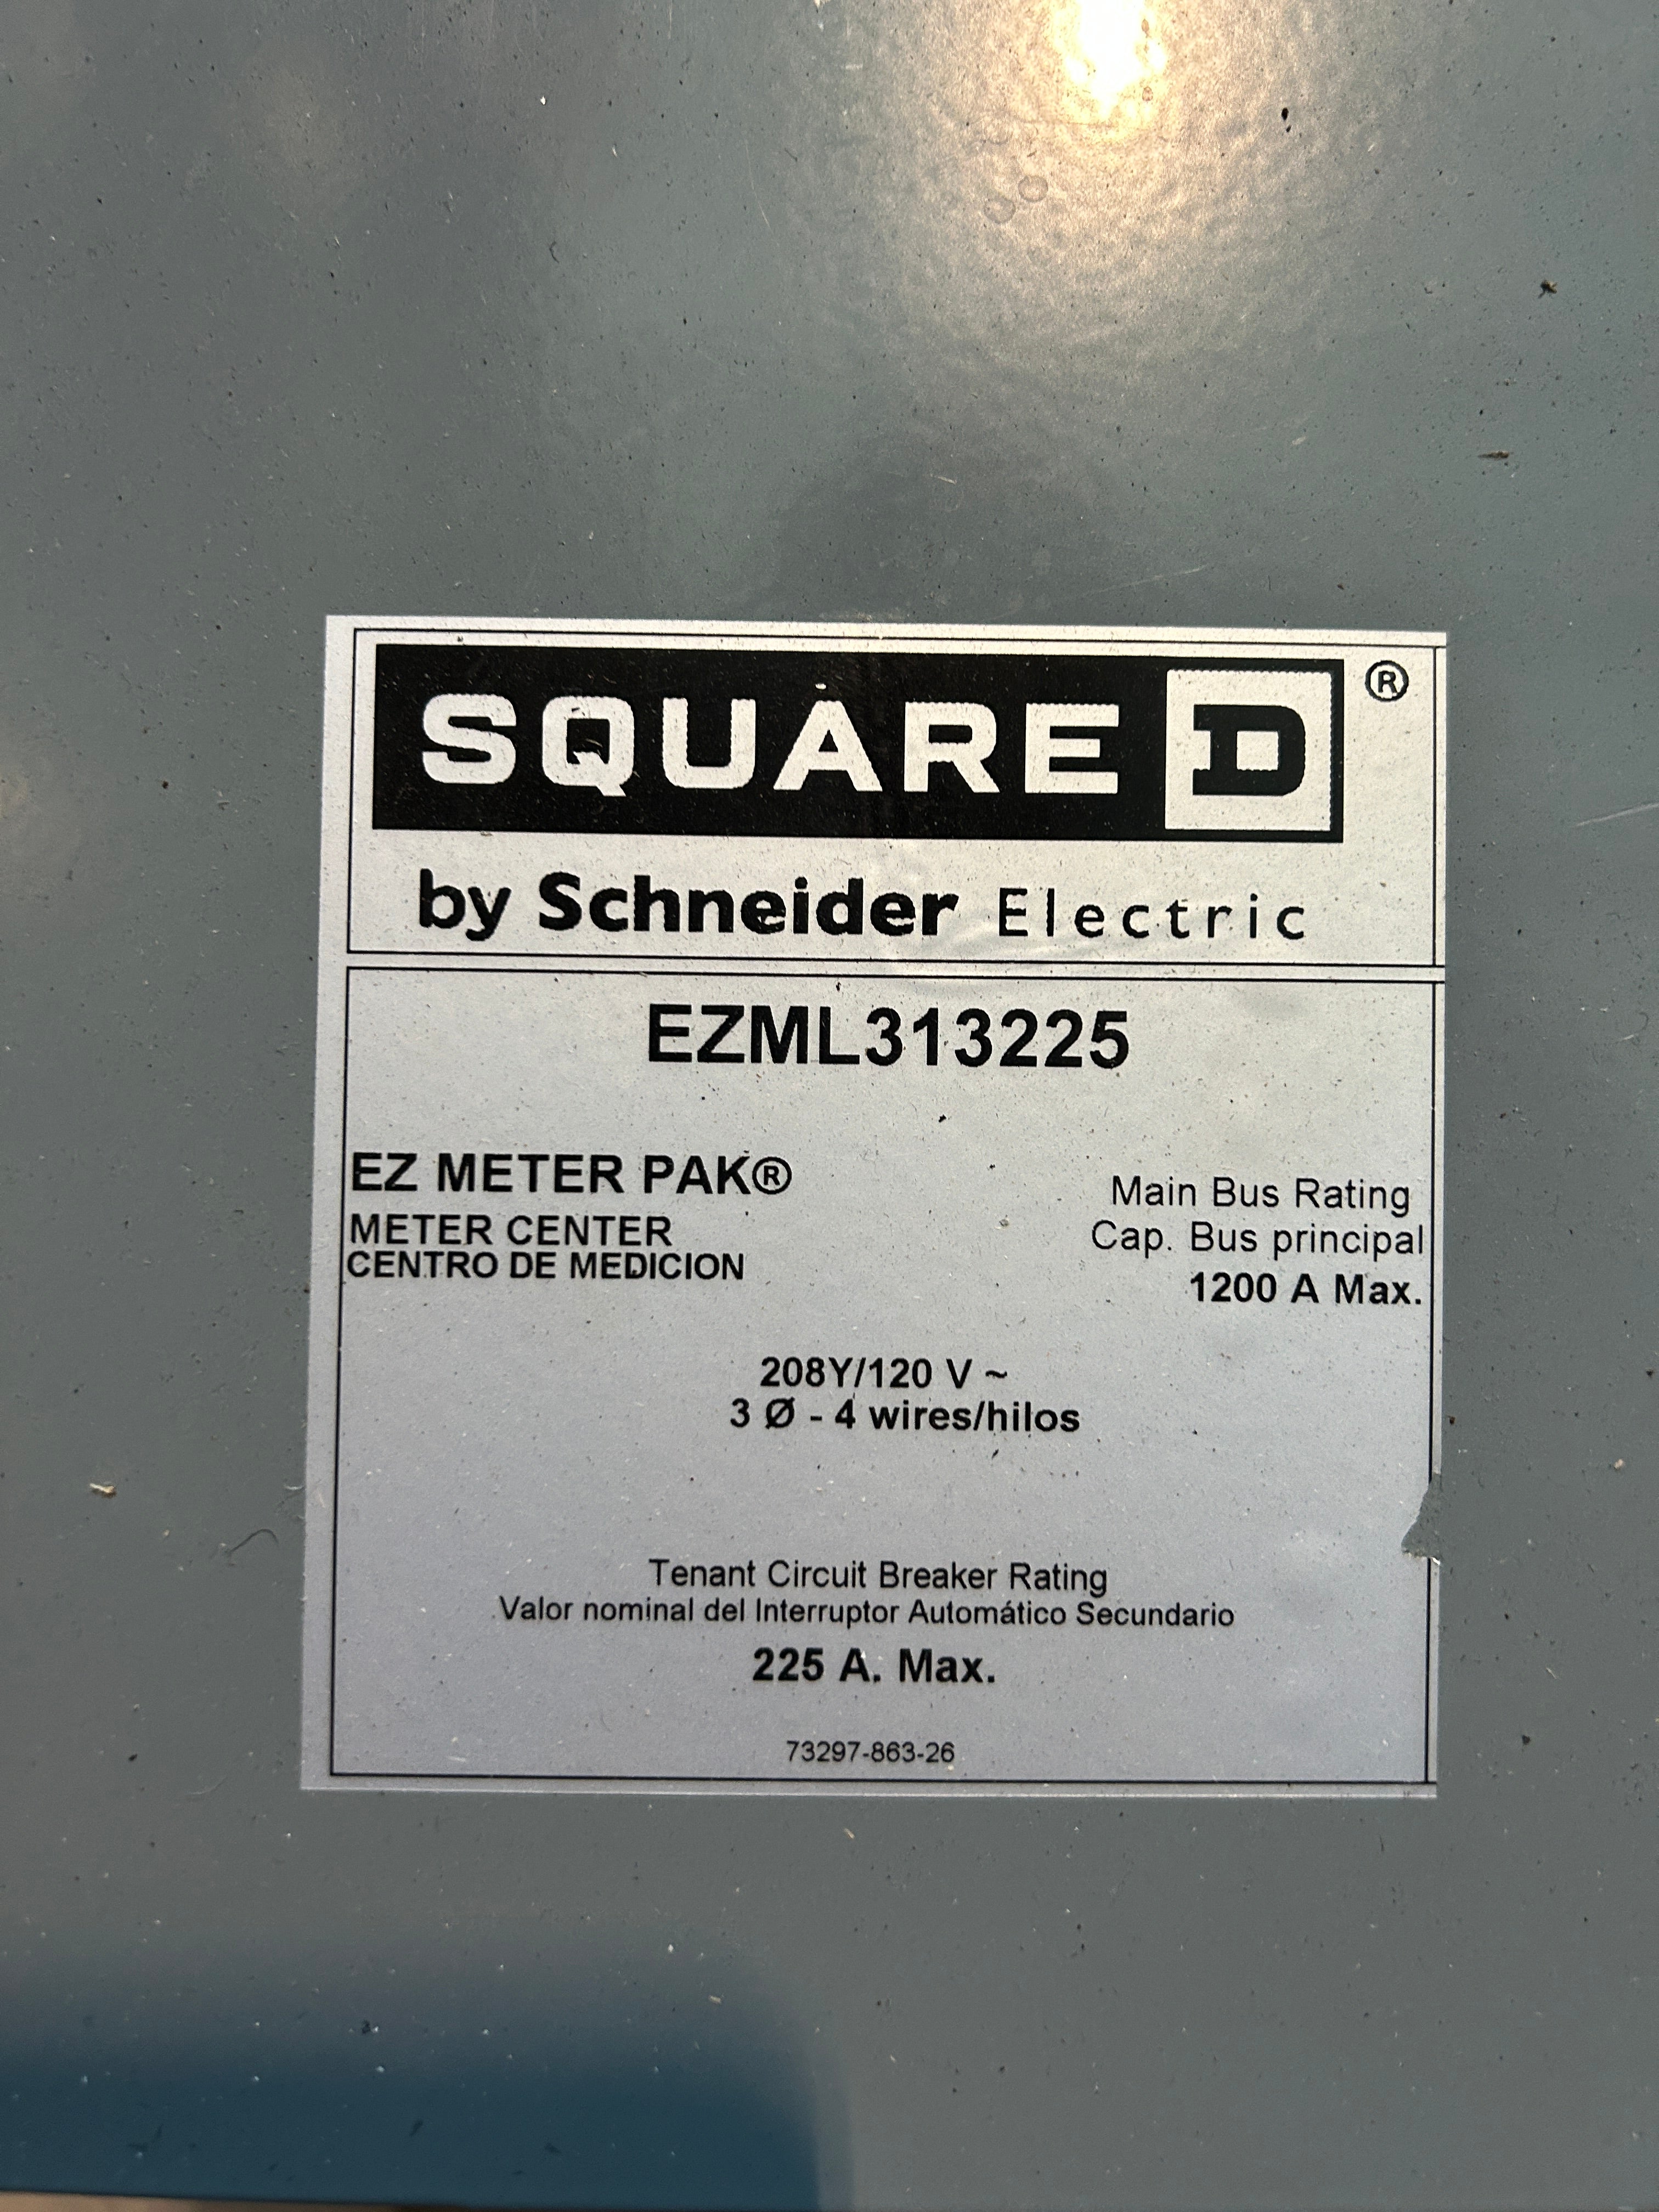 SQUARE D ®
by Schneider Electric
EZML313225
EZ METER PAK®
METER CENTER
CENTRO DE MEDICION
Main Bus Rating
Cap. Bus principal
1200 A Max.
208Y/120 V ~
3 Ø - 4 wires/hilos
Tenant Circuit Breaker Rating
Valor nominal del Interruptor Automático Secundario
225 A. Max.
73297-863-26